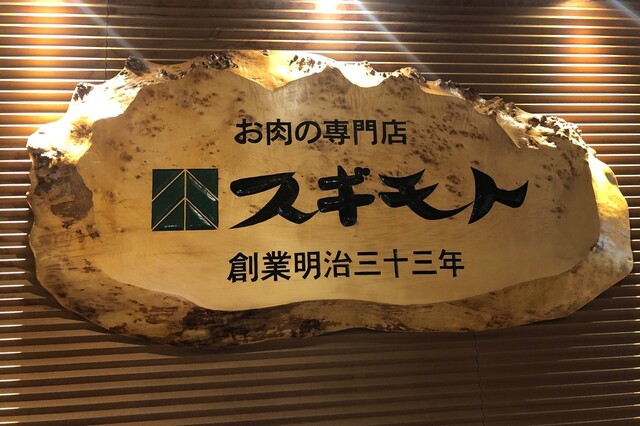 お肉の専門店
スギモト
創業明治三十三年